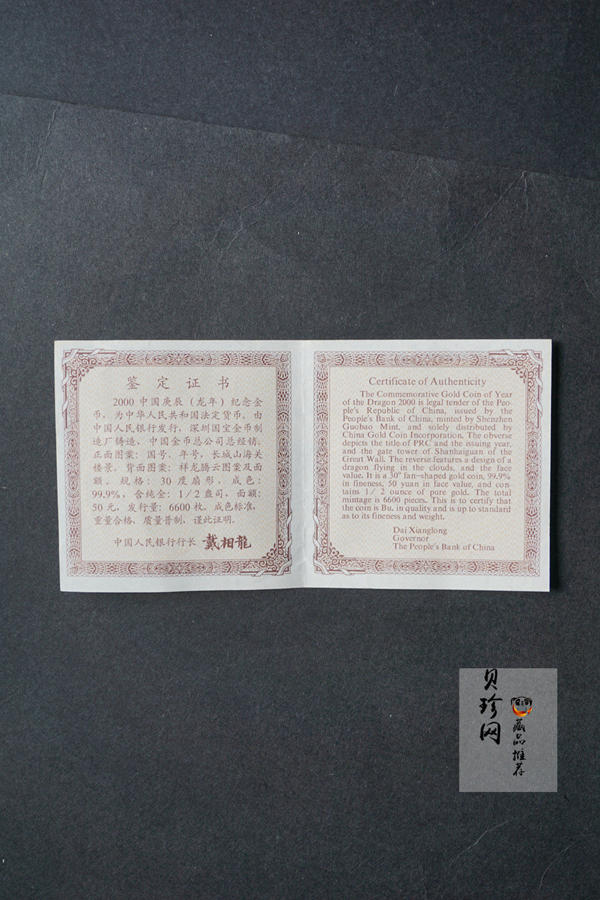 鉴定证书
2000中国庚辰(龙年)纪念金
币,为中华人民共和国法定货币,由
中国人民银行发行,深圳国宝金币制
造厂铸造,中国金币总公司总经销。
正面图案:国号、年号、长城山海关
楼景。背面图案:祥龙腾云图案及面
额。规格:30度扇形,成色:
99.9%,含纯金:1/2盎司,面额:
50元,发行量:6600枚。成色标准,
重量合格、质量普制,谨此证明。
中国人民银行行长 戴相龍
Certificate of Authenticity
The Commemorative Gold Coin of Year
of the Dragon 2000 is legal tender of the Peo-
ple's Republic of China, issued by the
People's Bank of China, minted by Shenzhen
Guobao Mint, and solely distributed by
China Gold Coin Incorporation. The obverse
depicts the title of PRC and the issuing year,
and the gate tower of Shanhaiguan of the
Great Wall. The reverse features a design of a
dragon flying in the clouds, and the face
value. It is a 30° fan-shaped gold coin, 99.9%
in fineness, 50 yuan in face value, and con-
tains 1/2 ounce of pure gold. The total
mintage is 6600 pieces. This is to certify that
the coin is Bu. in quality and is up to standard
as to its fineness and weight.
Dai Xianglong
Governor
The People's Bank of China
贝珍网
藏品推荐